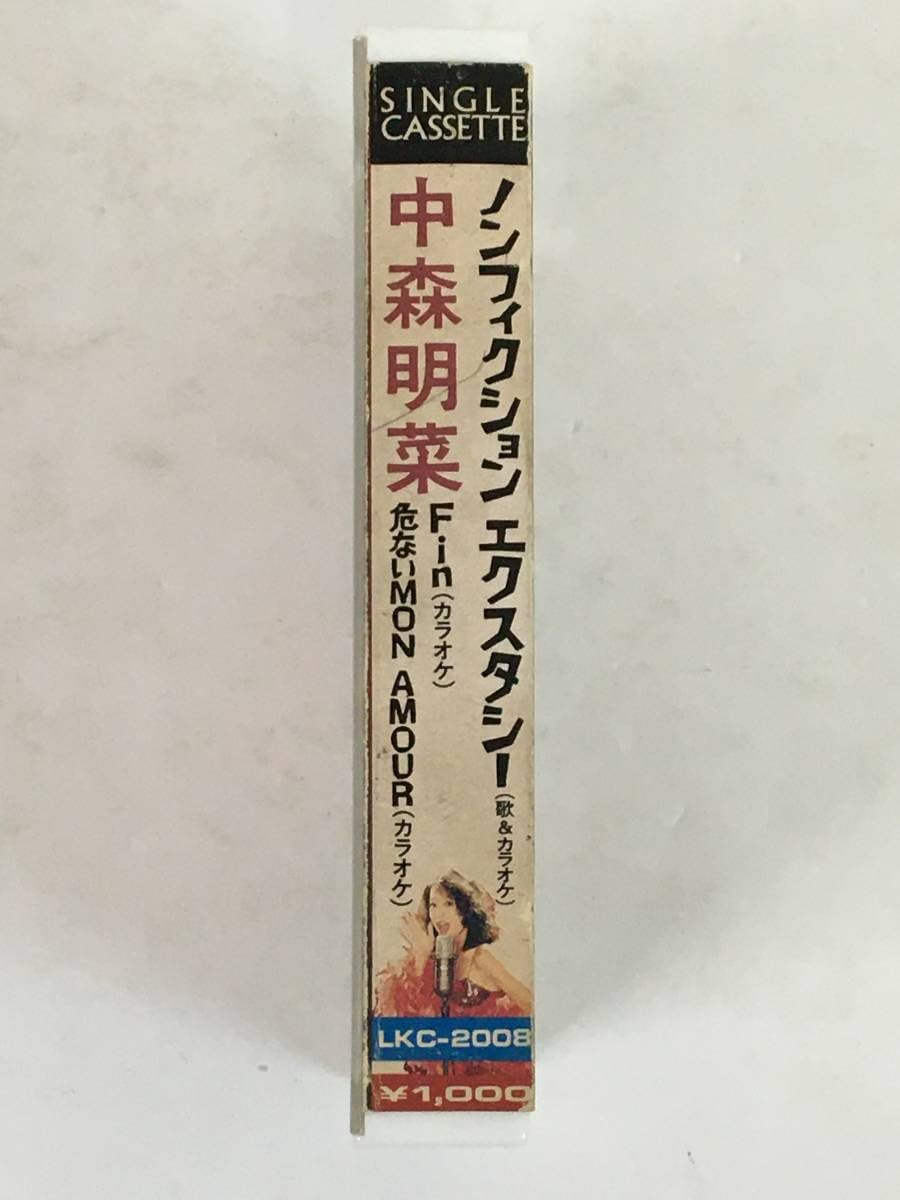 SINGLE
CASSETTE
ノンフィクション エクスタシー(歌&カラオケ)
中森明菜
Fin(カラオケ)
危ないMON AMOUR(カラオケ)
LKC-2008
¥1,000